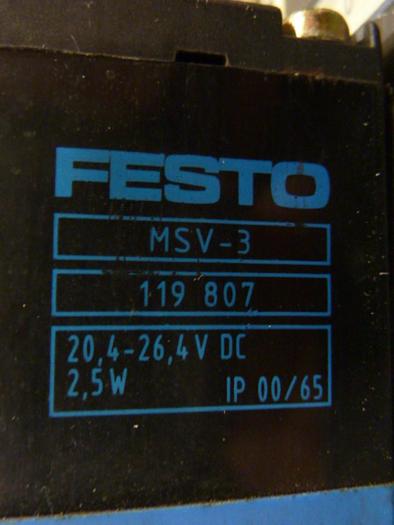 FESTO
MSV-3
119 807
20,4-26,4V DC
2,5W IP 00/65